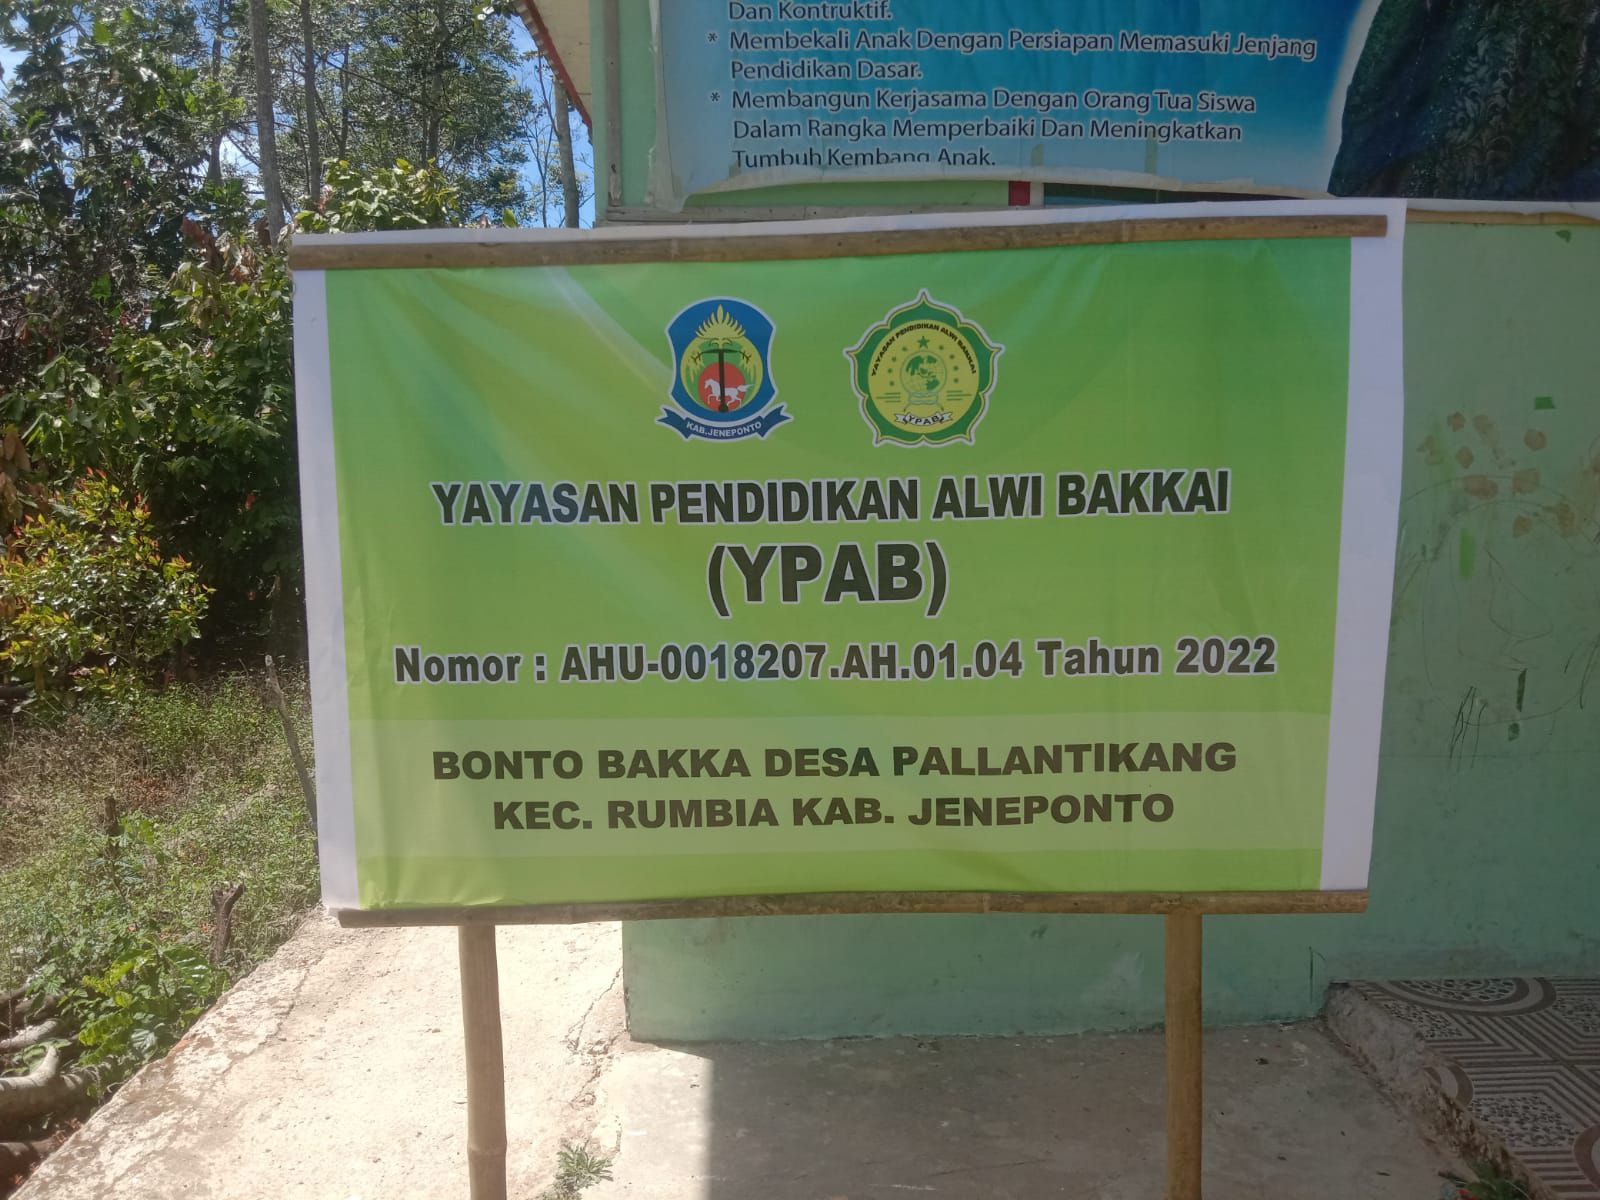 Dan Kontruktif.
* Membekali Anak Dengan Persiapan Memasuki Jenjang
Pendidikan Dasar.
* Membangun Kerjasama Dengan Orang Tua Siswa
Dalam Rangka Memperbaiki Dan Meningkatkan
Tumbuh Kembang Anak.
KAB.JENEPONTO
YAYASAN PENDIDIKAN ALWI BAKKAI
YPAB
YAYASAN PENDIDIKAN ALWI BAKKAI
(YPAB)
Nomor : AHU-0018207.AH.01.04 Tahun 2022
BONTO BAKKA DESA PALLANTIKANG
KEC. RUMBIA KAB. JENEPONTO